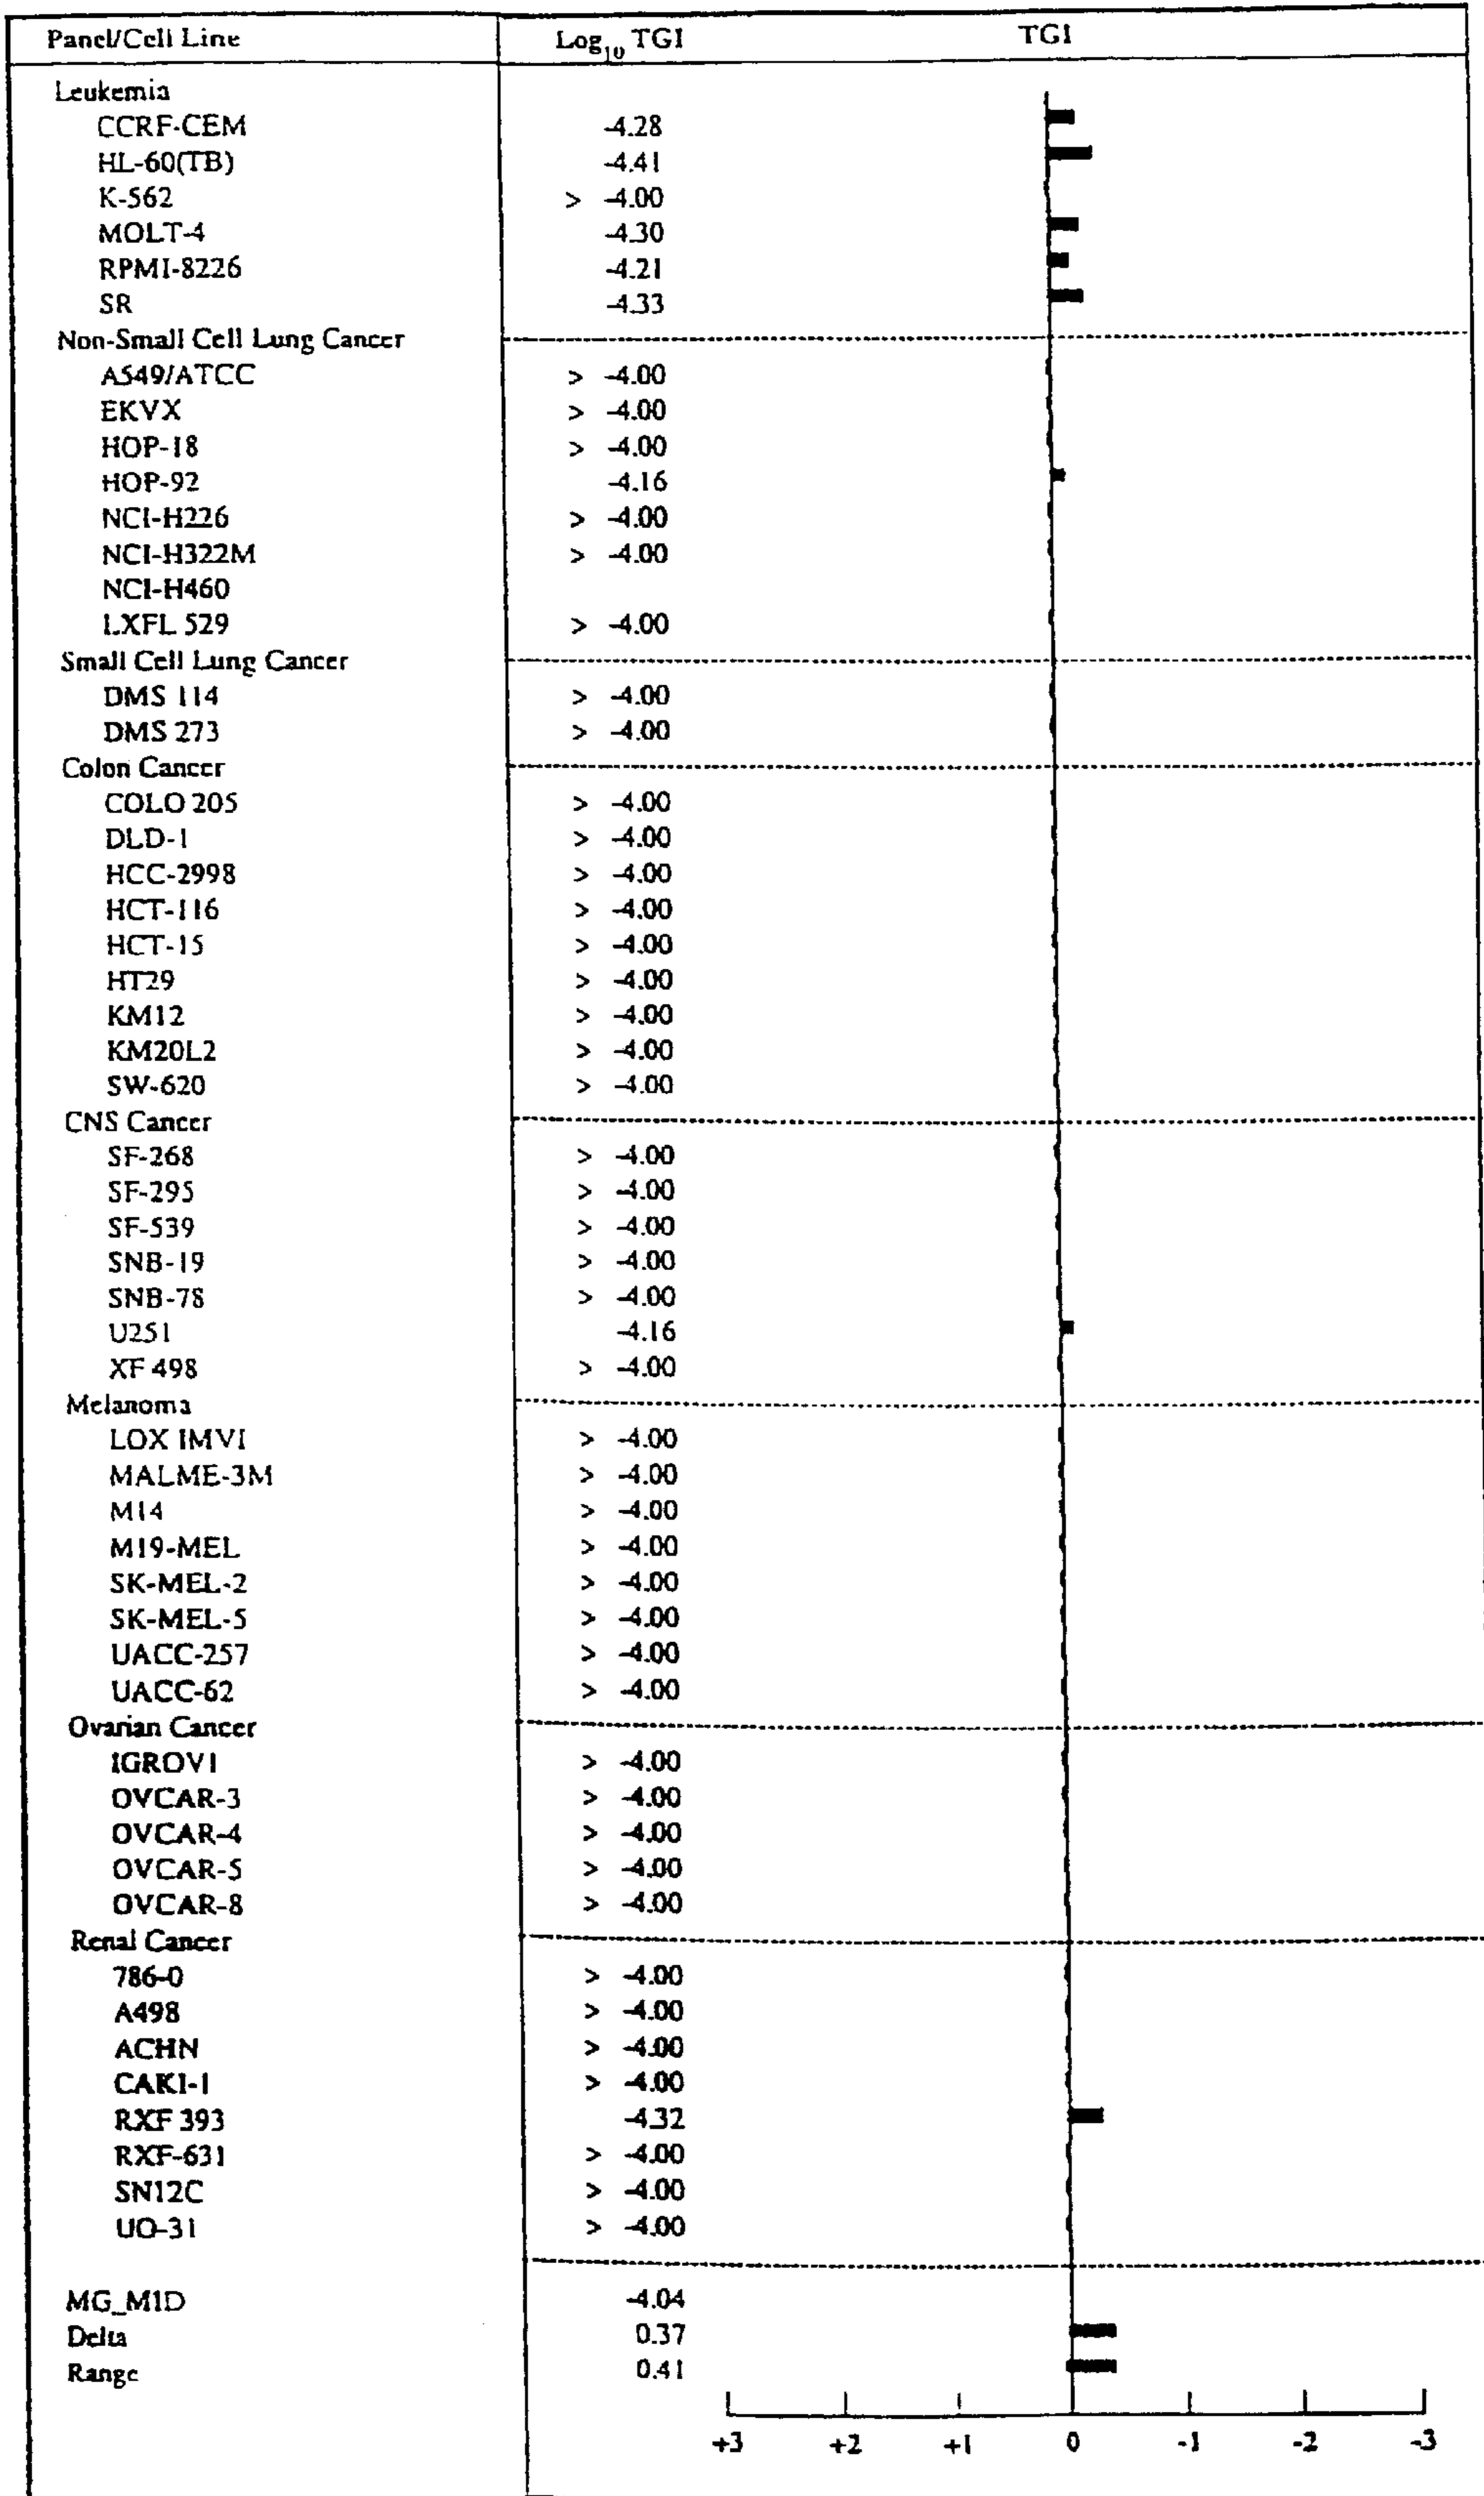 Panel/Cell Line Log10 TGI TGI
Leukemia
CCRF-CEM -4.28
HL-60(TB) -4.41
K-562 > -4.00
MOLT-4 -4.30
RPMI-8226 -4.21
SR -4.33
Non-Small Cell Lung Cancer
A549/ATCC > -4.00
EKVX > -4.00
HOP-18 > -4.00
HOP-92 -4.16
NCI-H226 > -4.00
NCI-H322M > -4.00
NCI-H460
LXFL 529 > -4.00
Small Cell Lung Cancer
DMS 114 > -4.00
DMS 273 > -4.00
Colon Cancer
COLO 205 > -4.00
DLD-1 > -4.00
HCC-2998 > -4.00
HCT-116 > -4.00
HCT-15 > -4.00
HT29 > -4.00
KM12 > -4.00
KM20L2 > -4.00
SW-620 > -4.00
CNS Cancer
SF-268 > -4.00
SF-295 > -4.00
SF-539 > -4.00
SNB-19 > -4.00
SNB-78 > -4.00
U251 -4.16
XF 498 > -4.00
Melanoma
LOX IMVI > -4.00
MALME-3M > -4.00
M14 > -4.00
M19-MEL > -4.00
SK-MEL-2 > -4.00
SK-MEL-5 > -4.00
UACC-257 > -4.00
UACC-62 > -4.00
Ovarian Cancer
IGROV1 > -4.00
OVCAR-3 > -4.00
OVCAR-4 > -4.00
OVCAR-5 > -4.00
OVCAR-8 > -4.00
Renal Cancer
786-0 > -4.00
A498 > -4.00
ACHN > -4.00
CAKI-1 > -4.00
RXF 393 -4.32
RXF-631 > -4.00
SN12C > -4.00
UO-31 > -4.00
MG_MID -4.04
Delta 0.37
Range 0.41
+3 +2 +1 0 -1 -2 -3